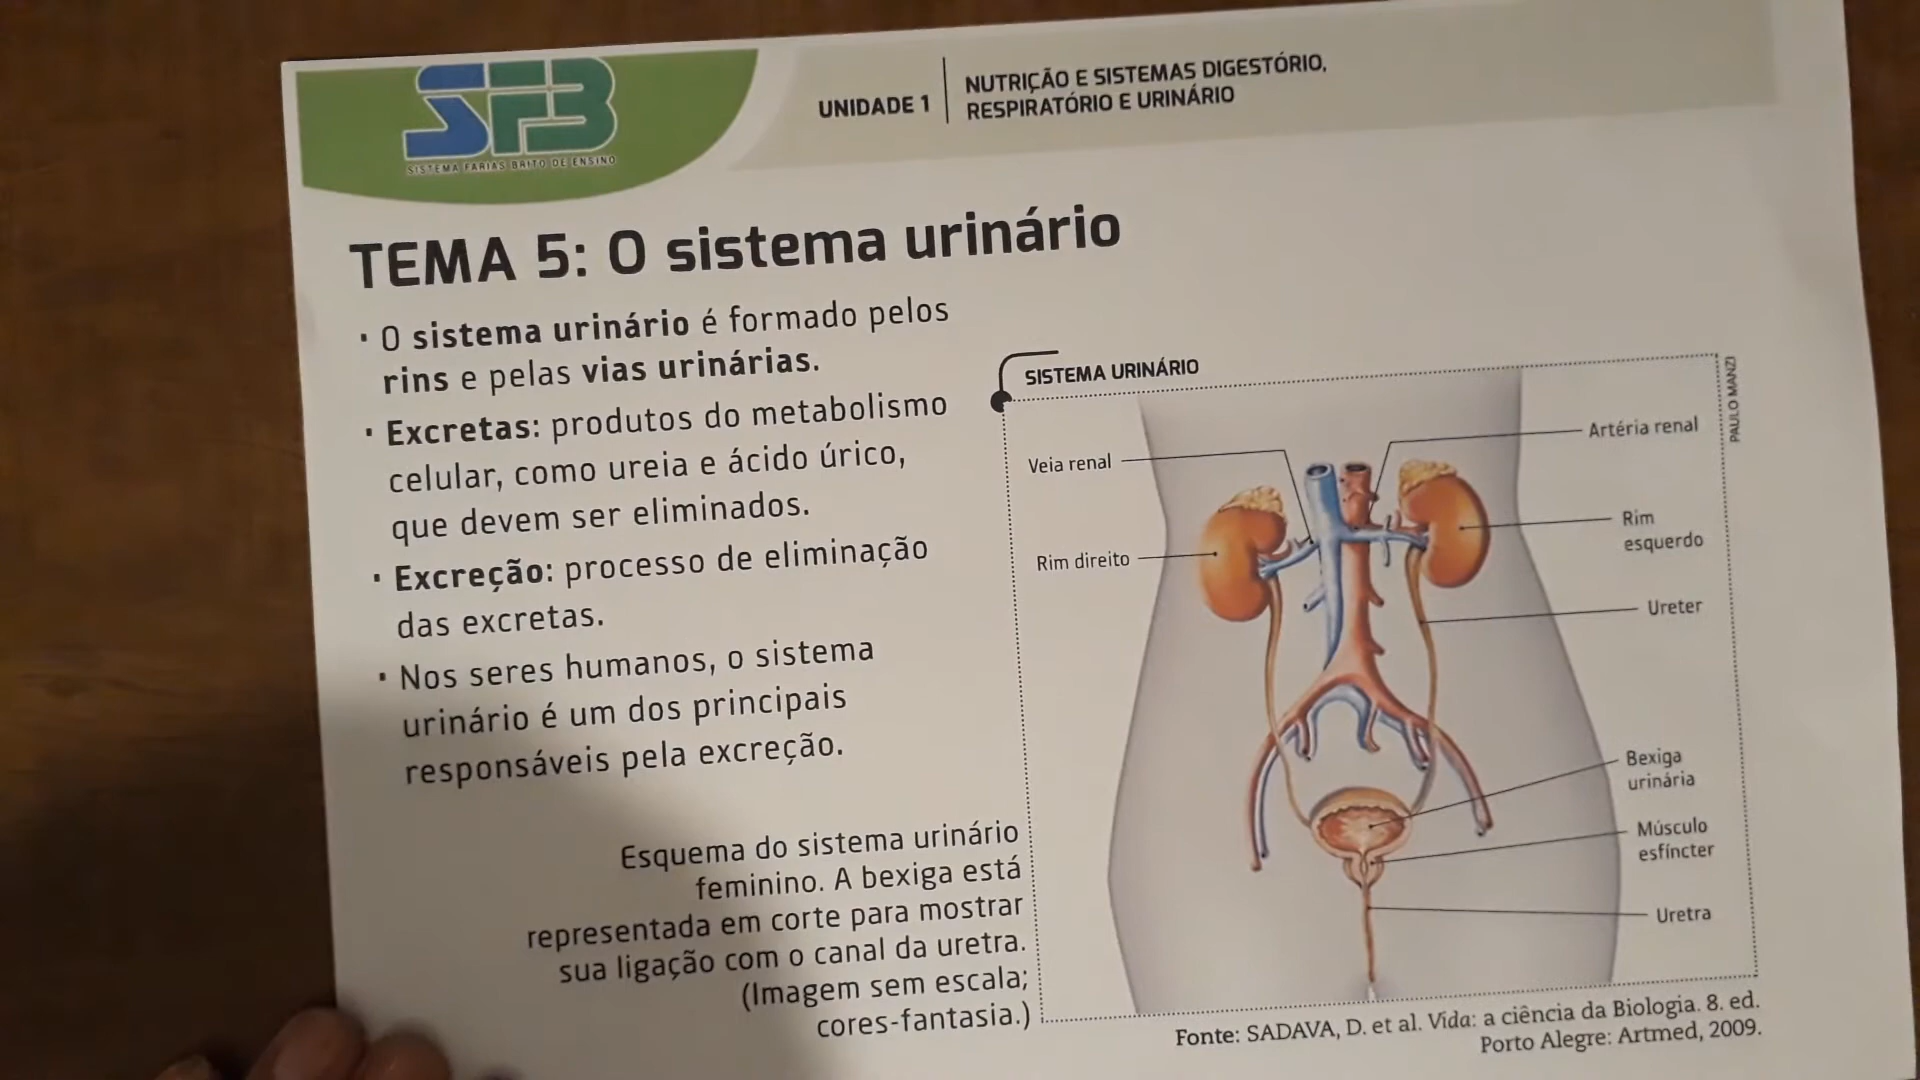 SFB
SISTEMA FARIAS BRITO DE ENSINO
UNIDADE 1
NUTRIÇÃO E SISTEMAS DIGESTÓRIO,
RESPIRATÓRIO E URINÁRIO
TEMA 5: O sistema urinário
· O sistema urinário é formado pelos
rins e pelas vias urinárias.
· Excretas: produtos do metabolismo
celular, como ureia e ácido úrico,
que devem ser eliminados.
· Excreção: processo de eliminação
das excretas.
· Nos seres humanos, o sistema
urinário é um dos principais
responsáveis pela excreção.
Esquema do sistema urinário
feminino. A bexiga está
representada em corte para mostrar
sua ligação com o canal da uretra.
(Imagem sem escala;
cores-fantasia.)
SISTEMA URINÁRIO
PAULO MANZI
Veia renal
Rim direito
Artéria renal
Rim
esquerdo
Ureter
Bexiga
urinária
Músculo
esfíncter
Uretra
Fonte: SADAVA, D. et al. Vida: a ciência da Biologia. 8. ed.
Porto Alegre: Artmed, 2009.